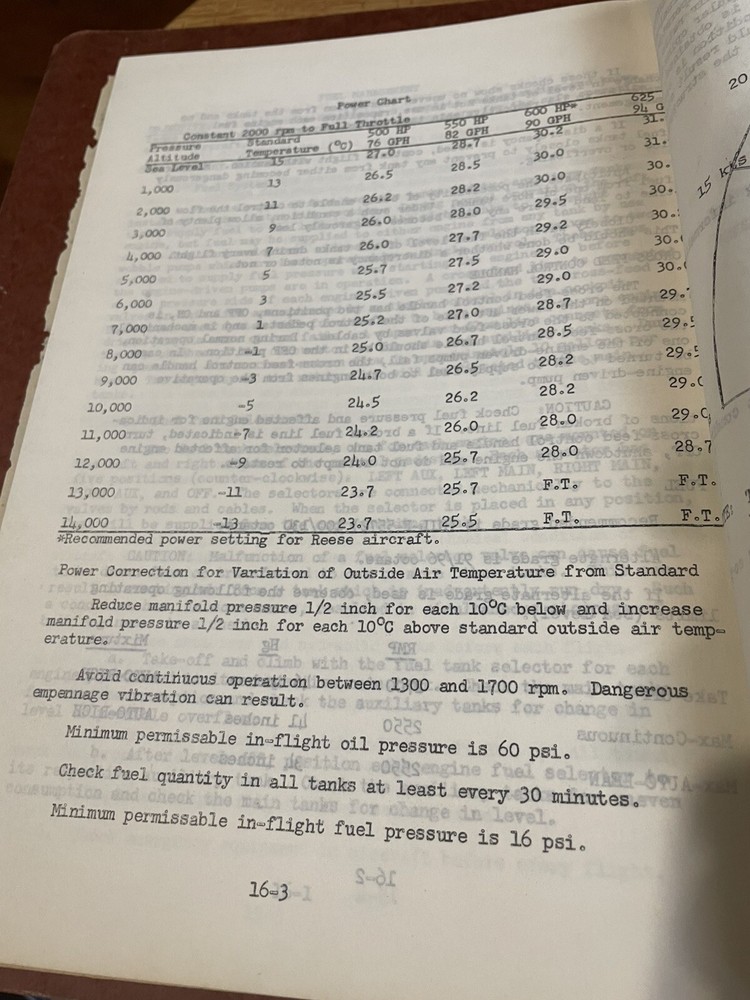 Power Chart
Constant 2000 rpm to Full Throttle
Pressure Standard 500 HP 550 HP 600 HP* 625
Altitude Temperature (°C) 76 GPH 82 GPH 90 GPH 94 G
Sea Level 15 27.0 28.7 30.2 31.
1,000 13 26.5 28.5 30.0 31.
2,000 11 26.2 28.2 30.0 30.
3,000 9 26.0 28.0 29.5 30.
4,000 7 26.0 27.7 29.2 30.
5,000 5 25.7 27.5 29.0 30.
6,000 3 25.5 27.2 29.0 30.
7,000 1 25.2 27.0 28.7 29.
8,000 -1 25.0 26.7 28.5 29.5
9,000 -3 24.7 26.5 28.2 29.5
10,000 -5 24.5 26.2 28.2 29.0
11,000 -7 24.2 26.0 28.0 29.0
12,000 -9 24.0 25.7 28.0 28.7
13,000 -11 23.7 25.7 F.T. F.T.
14,000 -13 23.7 25.5 F.T. F.T.
*Recommended power setting for Reese aircraft.
Power Correction for Variation of Outside Air Temperature from Standard
Reduce manifold pressure 1/2 inch for each 10°C below and increase
manifold pressure 1/2 inch for each 10°C above standard outside air temp-
erature.
Avoid continuous operation between 1300 and 1700 rpm. Dangerous
empennage vibration can result.
Minimum permissable in-flight oil pressure is 60 psi.
Check fuel quantity in all tanks at least every 30 minutes.
Minimum permissable in-flight fuel pressure is 16 psi.
16-3
20
15 kts